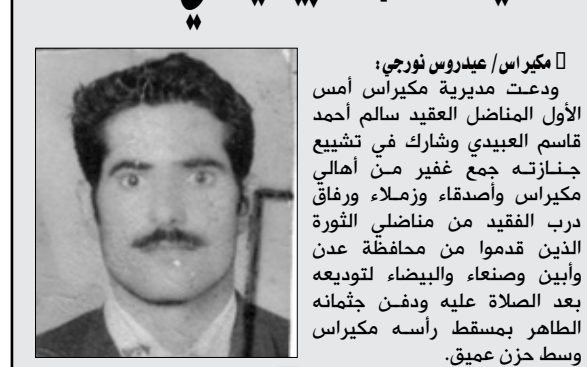 مكيراس/ عيدروس نورجي:
ودعت مديرية مكيراس أمس
الأول المناضل العقيد سالم أحمد
قاسم العبيدي وشارك في تشييع
جنازته جمع غفير من أهالي
مكيراس وأصدقاء وزملاء ورفاق
درب الفقيد من مناضلي الثورة
الذين قدموا من محافظة عدن
وأبين وصنعاء والبيضاء لتوديعه
بعد الصلاة عليه ودفن جثمانه
الطاهر بمسقط رأسه مكيراس
وسط حزن عميق.